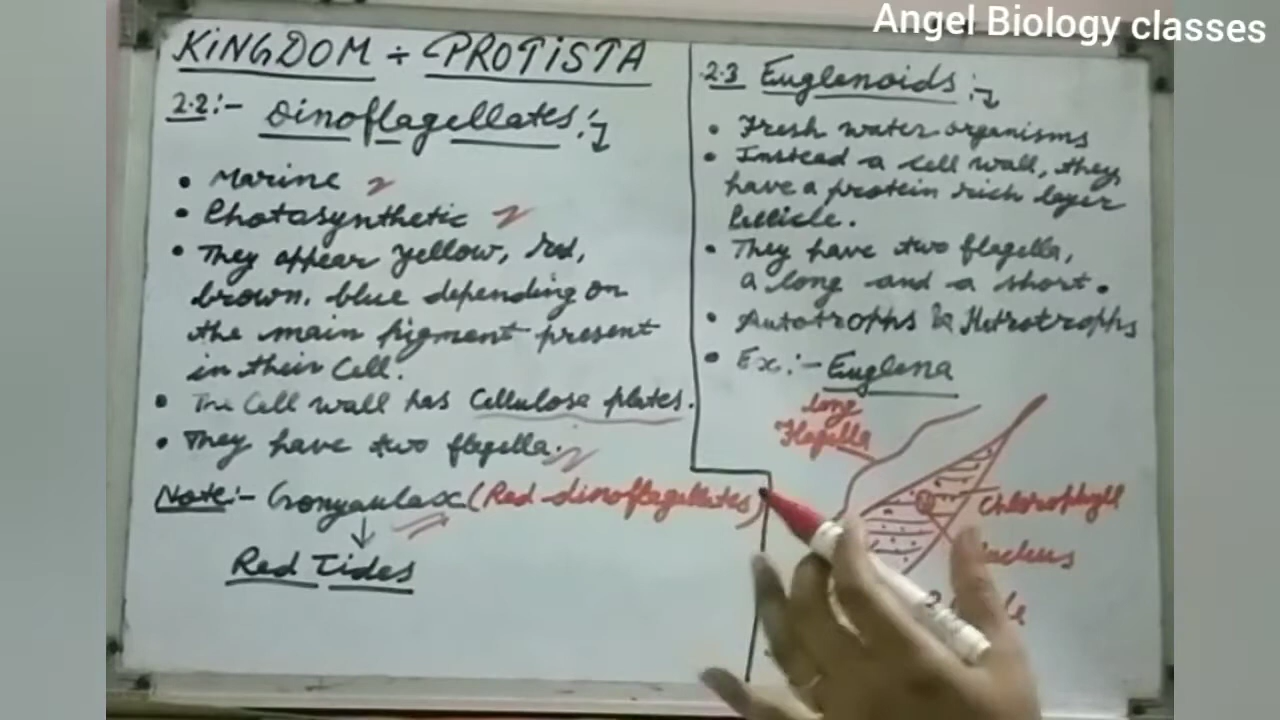 Angel Biology classes
KINGDOM ÷ PROTISTA
2.2:- Dinoflagellates:↴
• Marine
• Photosynthetic
• They appear yellow, red,
brown, blue depending on
the main pigment present
in their Cell.
• The Cell wall has Cellulose plates.
• They have two flagella.
Note:- Gonyaulax (Red dinoflagellates)
↓
Red Tides
2.3 Euglenoids:↴
• Fresh water organisms
• Instead a cell wall, they
have a protein rich layer
Pellicle.
• They have two flagella,
a long and a short.
• Autotrophs & Hetrotrophs
• Ex:- Euglena
long
Flagella
Chlorophyll
Nucleus